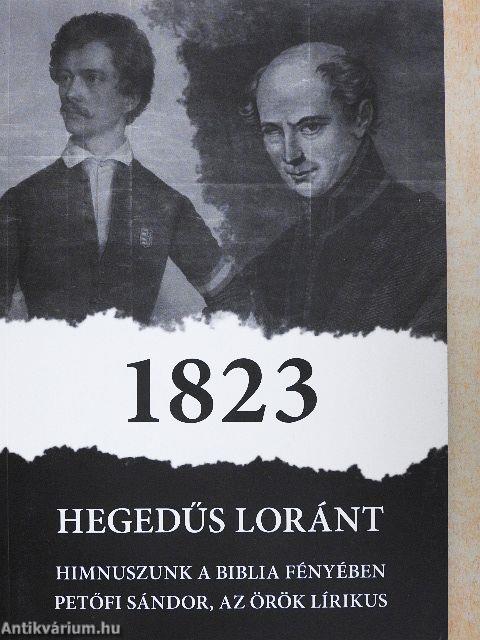 1823
HEGEDŰS LORÁNT
HIMNUSZUNK A BIBLIA FÉNYÉBEN
PETŐFI SÁNDOR, AZ ÖRÖK LÍRIKUS
Antikvárium.hu